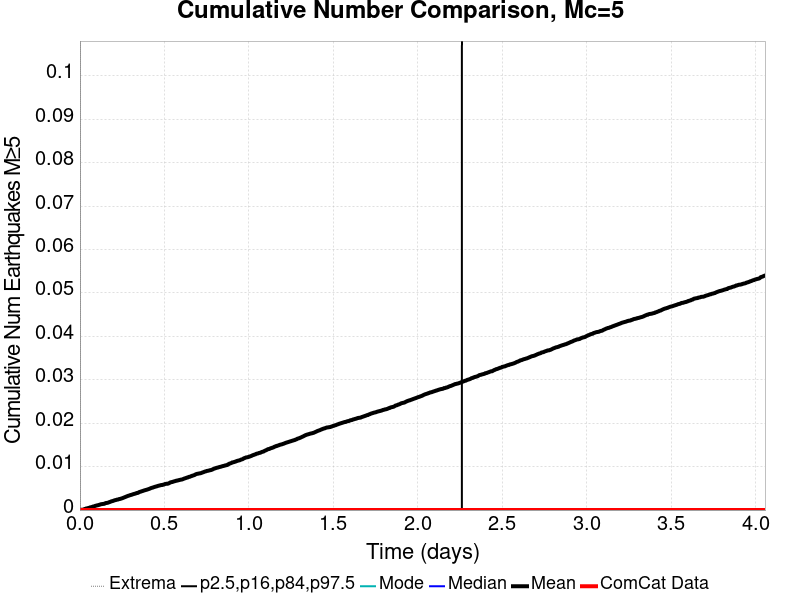 Cumulative Number Comparison, Mc=5
Cumulative Num Earthquakes M≥5
0.1
0.09
0.08
0.07
0.06
0.05
0.04
0.03
0.02
0.01
0
0.0 0.5 1.0 1.5 2.0 2.5 3.0 3.5 4.0
Time (days)
Extrema p2.5,p16,p84,p97.5 Mode Median Mean ComCat Data